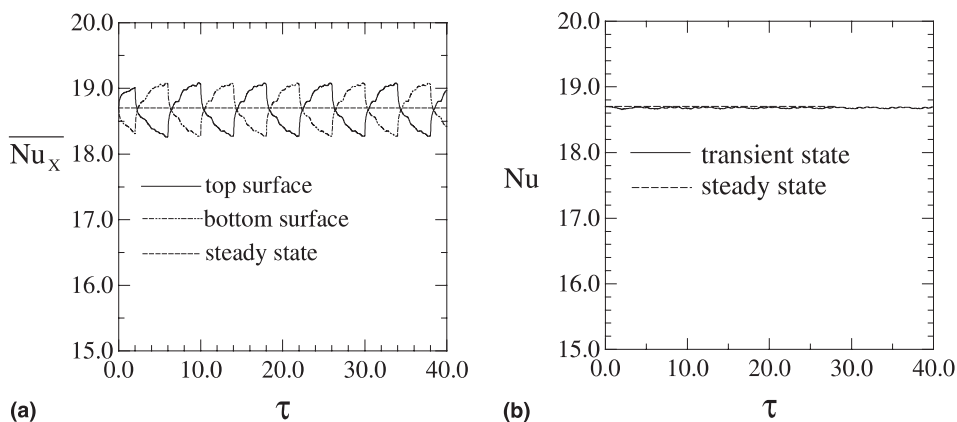 20.0
19.0
18.0
17.0
16.0
15.0
Nu_X
top surface
bottom surface
steady state
0.0 10.0 20.0 30.0 40.0
τ
(a)
20.0
19.0
18.0
17.0
16.0
15.0
Nu
transient state
steady state
0.0 10.0 20.0 30.0 40.0
τ
(b)